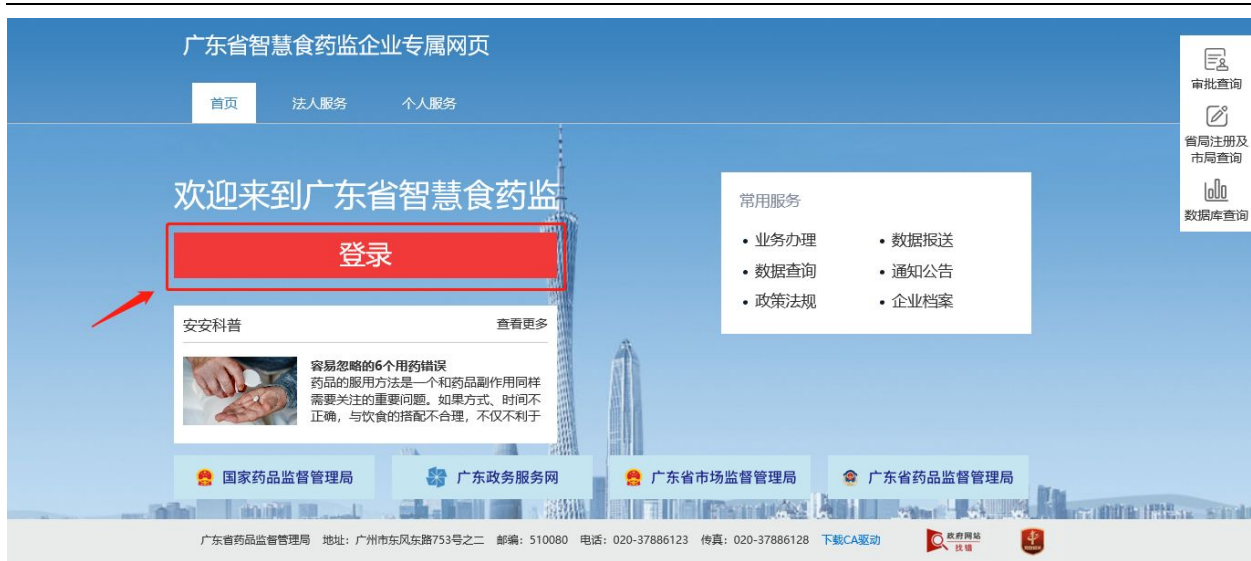 广东省智慧食药监企业专属网页
首页 法人服务 个人服务
审批查询
省局注册及
市局查询
数据库查询
欢迎来到广东省智慧食药监
登录
常用服务
• 业务办理 • 数据报送
• 数据查询 • 通知公告
• 政策法规 • 企业档案
安安科普 查看更多
容易忽略的6个用药错误
药品的服用方法是一个和药品副作用同样
需要关注的重要问题。如果方式、时间不
正确，与饮食的搭配不合理，不仅不利于
国家药品监督管理局 广东政务服务网 广东省市场监督管理局 广东省药品监督管理局
广东省药品监督管理局 地址：广州市东风东路753号之二 邮编：510080 电话：020-37886123 传真：020-37886128 下载CA驱动 政府网站
找错